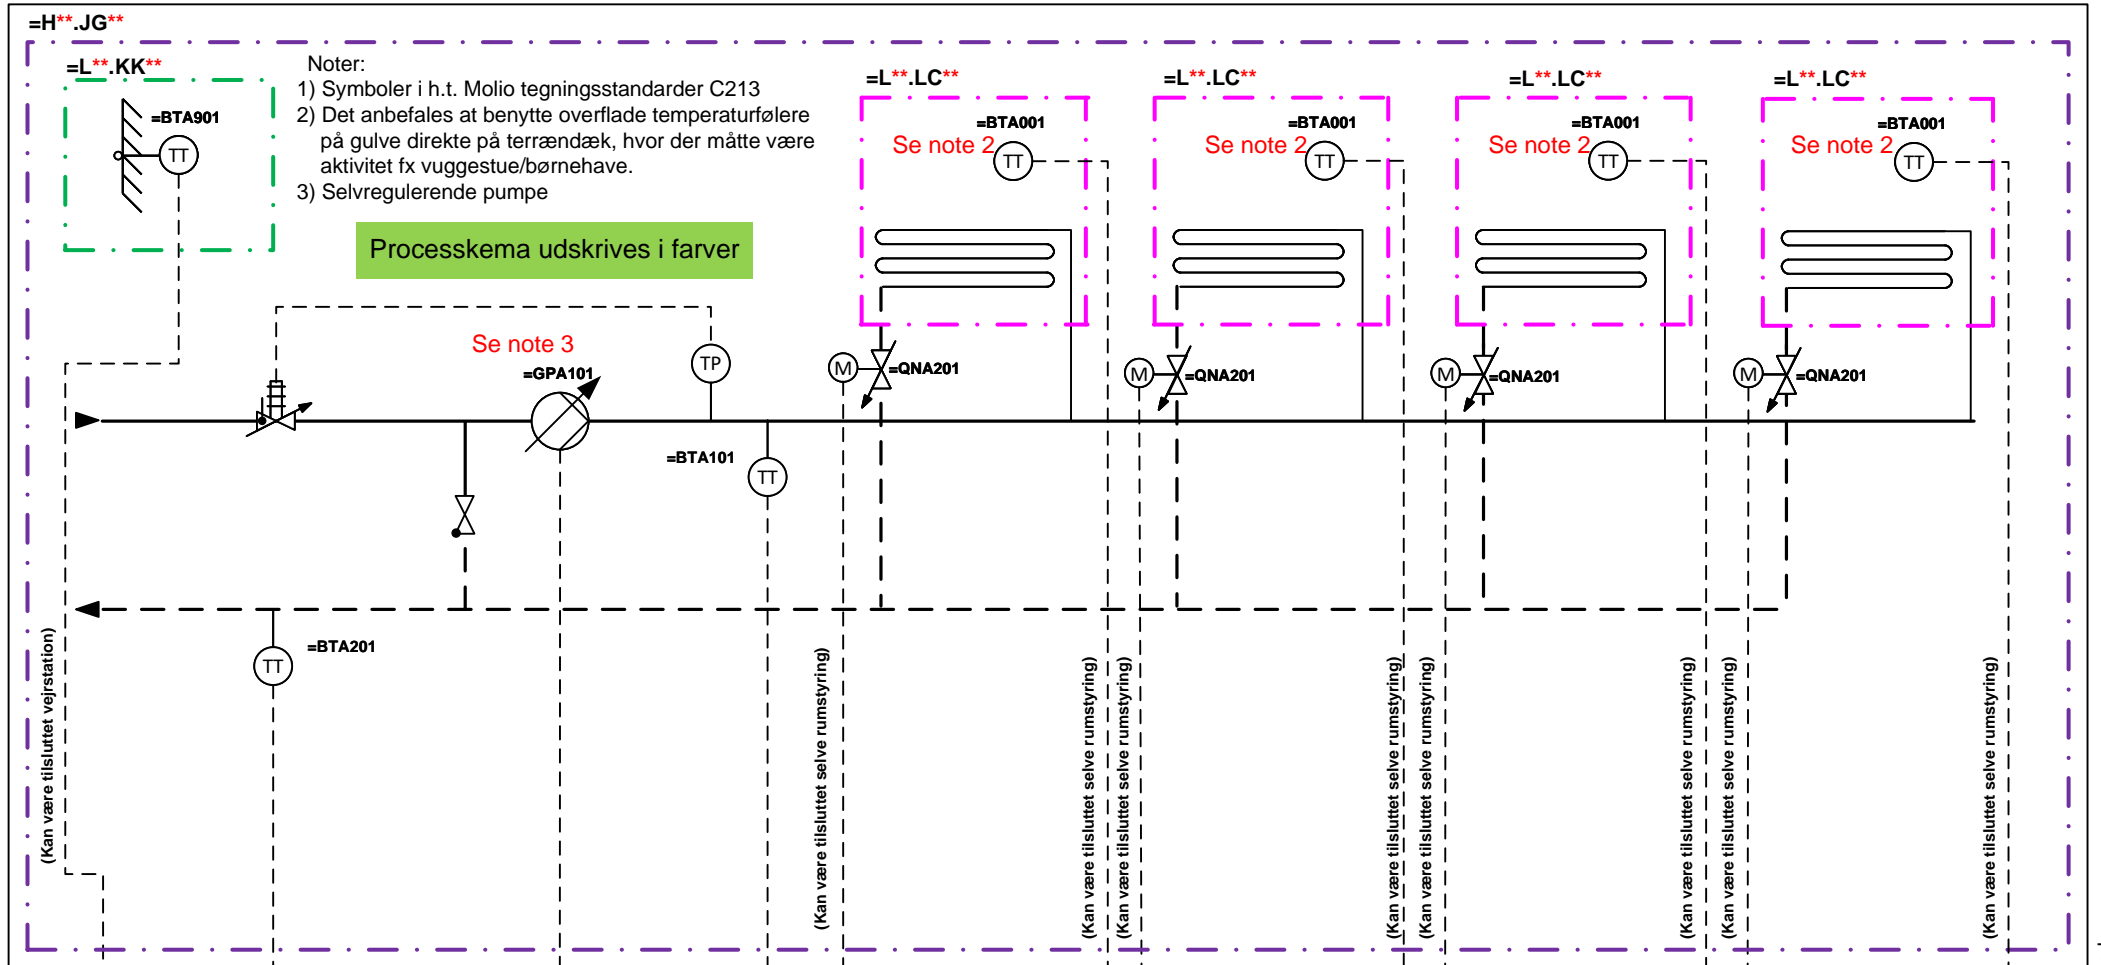 =H**.JG**
=L**.KK**
=BTA901
TT
Noter:
1) Symboler i h.t. Molio tegningsstandarder C213
2) Det anbefales at benytte overflade temperaturfølere
på gulve direkte på terrændæk, hvor der måtte være
aktivitet fx vuggestue/børnehave.
3) Selvregulerende pumpe
Processkema udskrives i farver
=L**.LC**
=BTA001
Se note 2
TT
=L**.LC**
=BTA001
Se note 2
TT
=L**.LC**
=BTA001
Se note 2
TT
=L**.LC**
=BTA001
Se note 2
TT
Se note 3
=GPA101
TP
M
=QNA201
M
=QNA201
M
=QNA201
M
=QNA201
=BTA101
TT
=BTA201
TT
(Kan være tilsluttet vejrstation)
(Kan være tilsluttet selve rumstyring)
(Kan være tilsluttet selve rumstyring)
(Kan være tilsluttet selve rumstyring)
(Kan være tilsluttet selve rumstyring)
(Kan være tilsluttet selve rumstyring)
(Kan være tilsluttet selve rumstyring)
(Kan være tilsluttet selve rumstyring)
(Kan være tilsluttet selve rumstyring)